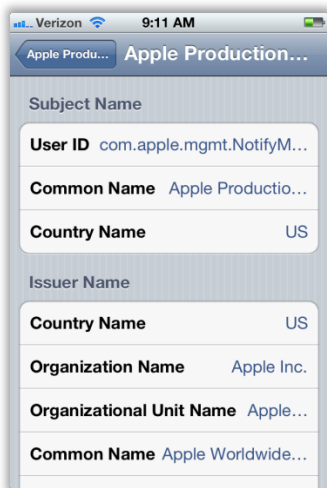 Verizon 9:11 AM
Apple Produ... Apple Production...
Subject Name
User ID com.apple.mgmt.NotifyM...
Common Name Apple Productio...
Country Name US
Issuer Name
Country Name US
Organization Name Apple Inc.
Organizational Unit Name Apple...
Common Name Apple Worldwide...